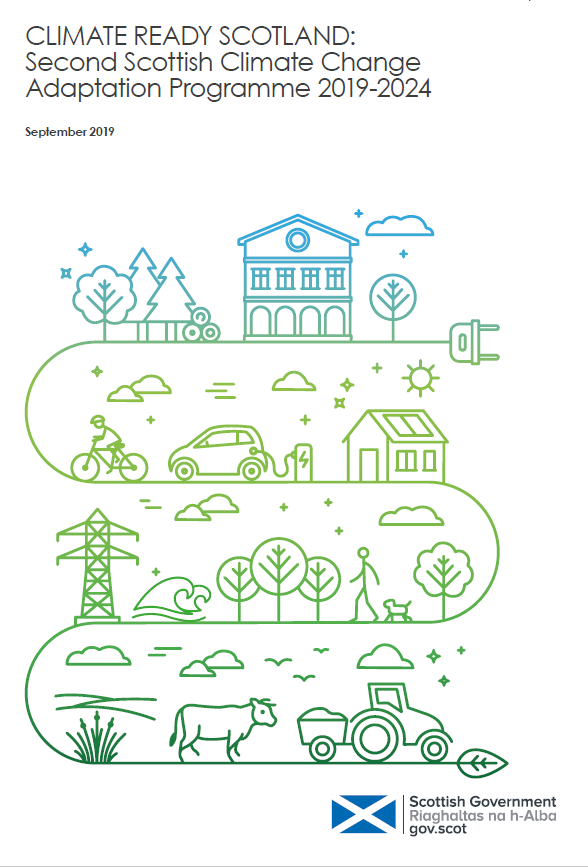 CLIMATE READY SCOTLAND:
Second Scottish Climate Change
Adaptation Programme 2019-2024
September 2019
Scottish Government
Riaghaltas na h-Alba
gov.scot